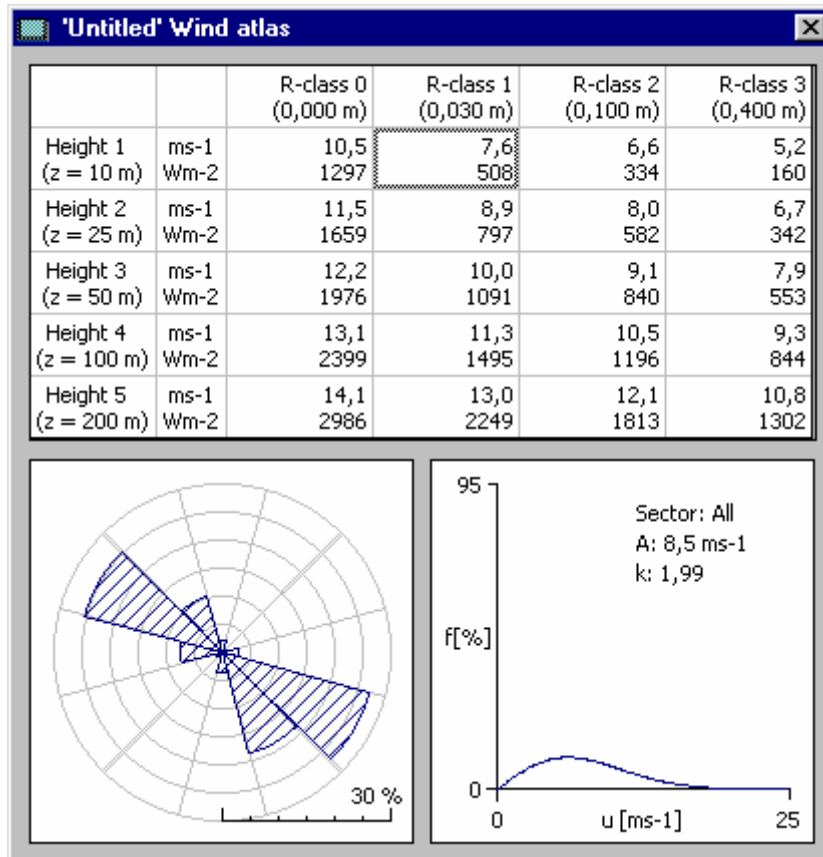 'Untitled' Wind atlas
R-class 0 R-class 1 R-class 2 R-class 3
(0,000 m) (0,030 m) (0,100 m) (0,400 m)
Height 1 ms-1 10,5 7,6 6,6 5,2
(z = 10 m) Wm-2 1297 508 334 160
Height 2 ms-1 11,5 8,9 8,0 6,7
(z = 25 m) Wm-2 1659 797 582 342
Height 3 ms-1 12,2 10,0 9,1 7,9
(z = 50 m) Wm-2 1976 1091 840 553
Height 4 ms-1 13,1 11,3 10,5 9,3
(z = 100 m) Wm-2 2399 1495 1196 844
Height 5 ms-1 14,1 13,0 12,1 10,8
(z = 200 m) Wm-2 2986 2249 1813 1302
30 %
95
Sector: All
A: 8,5 ms-1
k: 1,99
f[%]
0
0 u [ms-1] 25